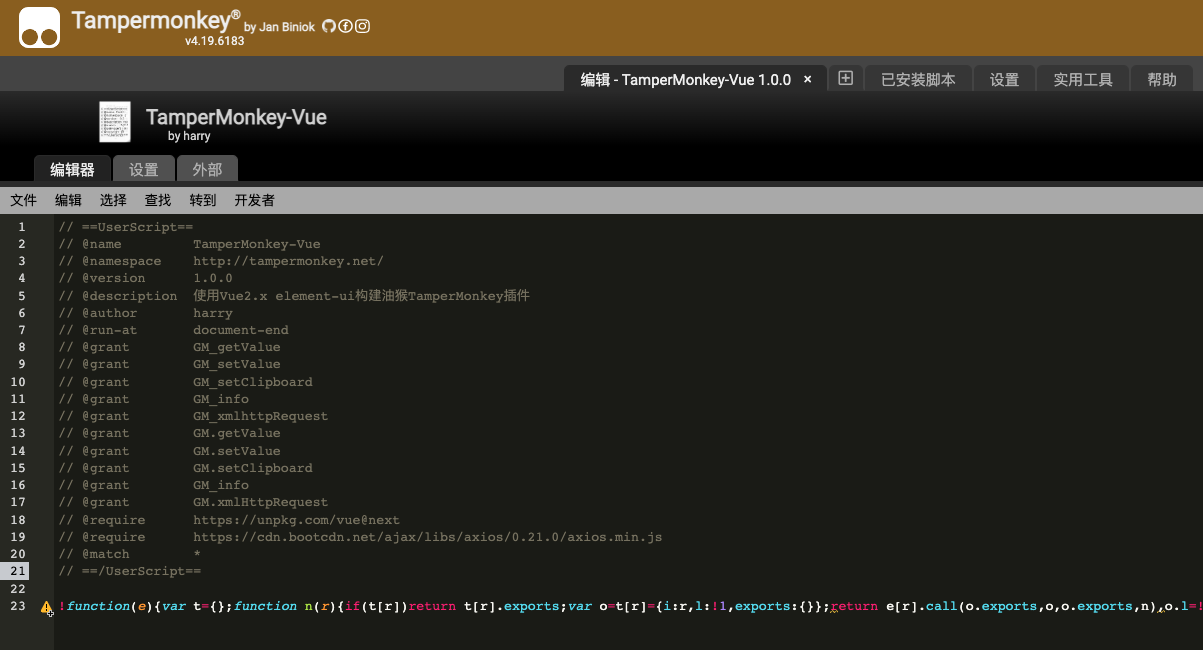 Tampermonkey® by Jan Biniok
v4.19.6183
编辑 - TamperMonkey-Vue 1.0.0 × 已安装脚本 设置 实用工具 帮助
TamperMonkey-Vue
by harry
编辑器 设置 外部
文件 编辑 选择 查找 转到 开发者
1 // ==UserScript==
2 // @name TamperMonkey-Vue
3 // @namespace http://tampermonkey.net/
4 // @version 1.0.0
5 // @description 使用Vue2.x element-ui构建油猴TamperMonkey插件
6 // @author harry
7 // @run-at document-end
8 // @grant GM_getValue
9 // @grant GM_setValue
10 // @grant GM_setClipboard
11 // @grant GM_info
12 // @grant GM_xmlhttpRequest
13 // @grant GM.getValue
14 // @grant GM.setValue
15 // @grant GM.setClipboard
16 // @grant GM_info
17 // @grant GM.xmlHttpRequest
18 // @require https://unpkg.com/vue@next
19 // @require https://cdn.bootcdn.net/ajax/libs/axios/0.21.0/axios.min.js
20 // @match *
21 // ==/UserScript==
22
23 !function(e){var t={};function n(r){if(t[r])return t[r].exports;var o=t[r]={i:r,l:!1,exports:{}};return e[r].call(o.exports,o,o.exports,n),o.l=!